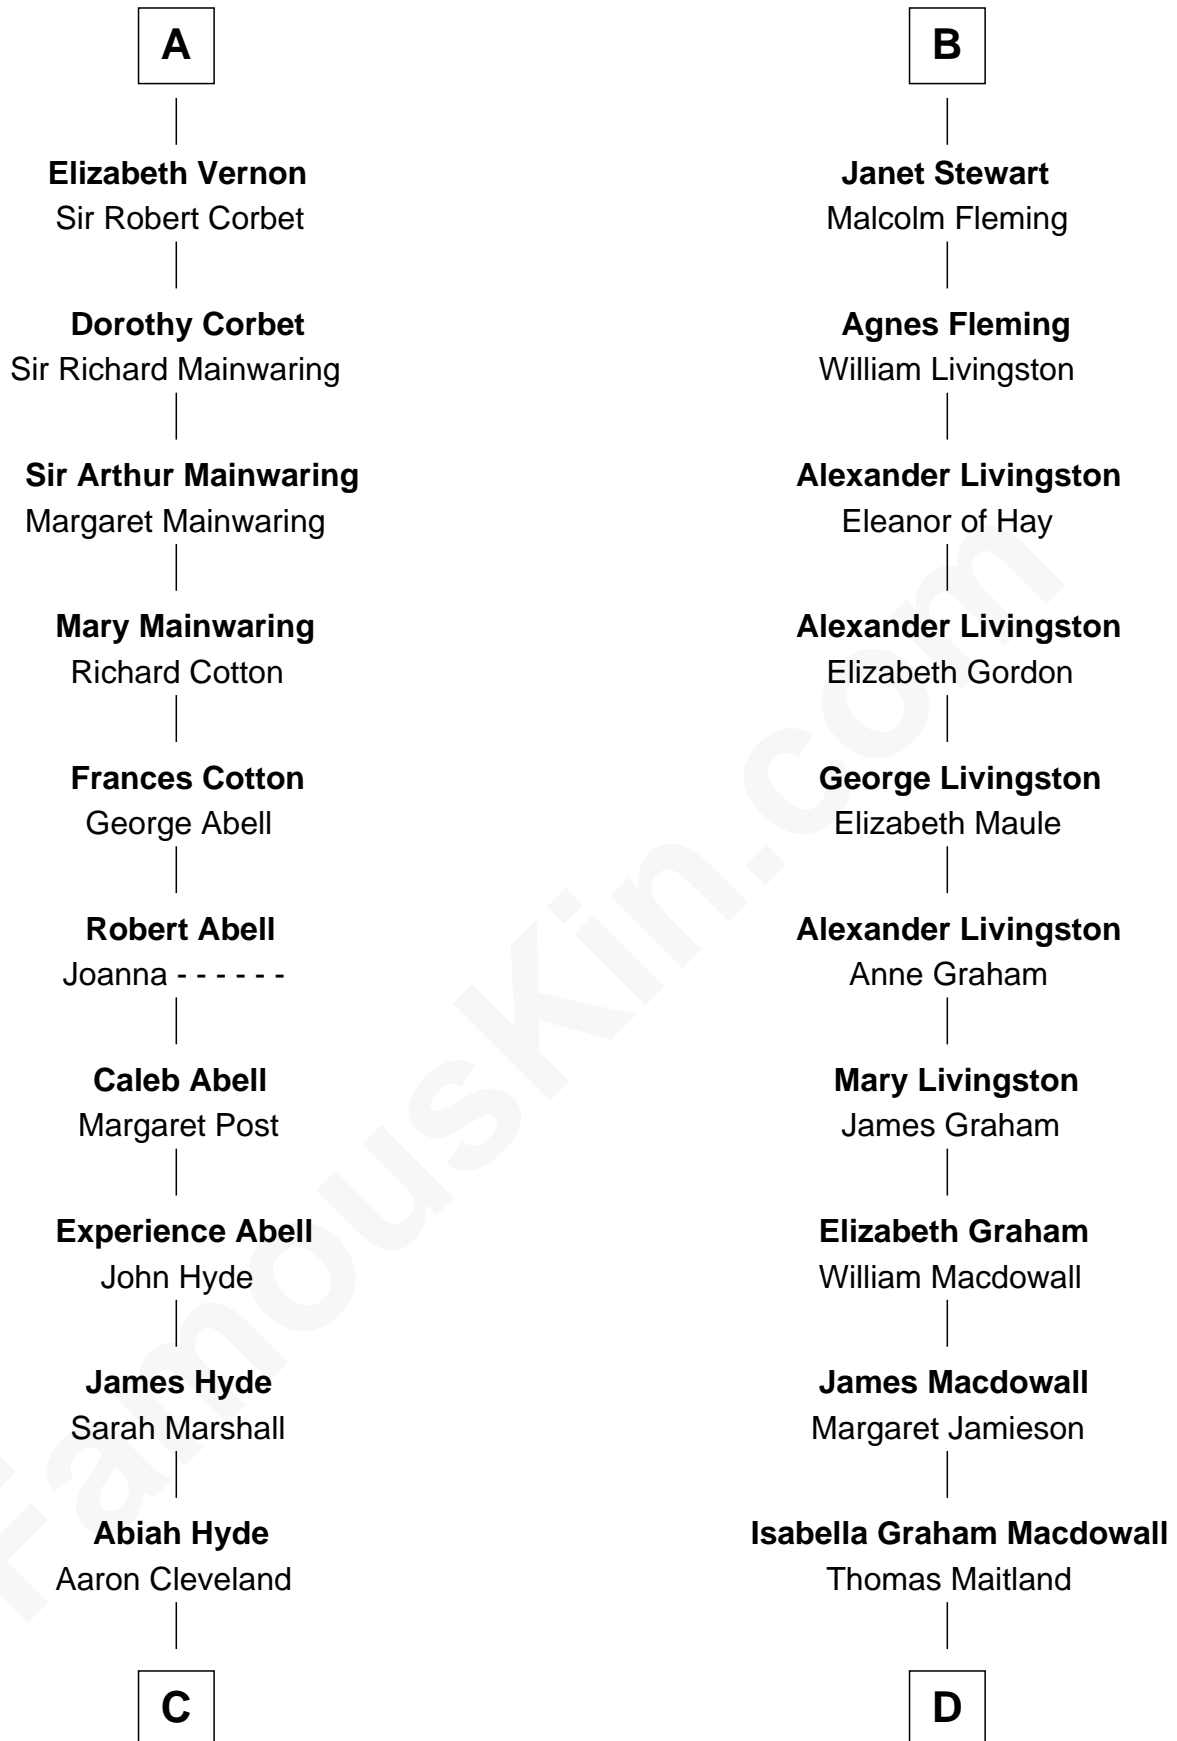 A
Elizabeth Vernon
Sir Robert Corbet
Dorothy Corbet
Sir Richard Mainwaring
Sir Arthur Mainwaring
Margaret Mainwaring
Mary Mainwaring
Richard Cotton
Frances Cotton
George Abell
Robert Abell
Joanna - - - - - -
Caleb Abell
Margaret Post
Experience Abell
John Hyde
James Hyde
Sarah Marshall
Abiah Hyde
Aaron Cleveland
C
B
Janet Stewart
Malcolm Fleming
Agnes Fleming
William Livingston
Alexander Livingston
Eleanor of Hay
Alexander Livingston
Elizabeth Gordon
George Livingston
Elizabeth Maule
Alexander Livingston
Anne Graham
Mary Livingston
James Graham
Elizabeth Graham
William Macdowall
James Macdowall
Margaret Jamieson
Isabella Graham Macdowall
Thomas Maitland
D
FamousKin.com